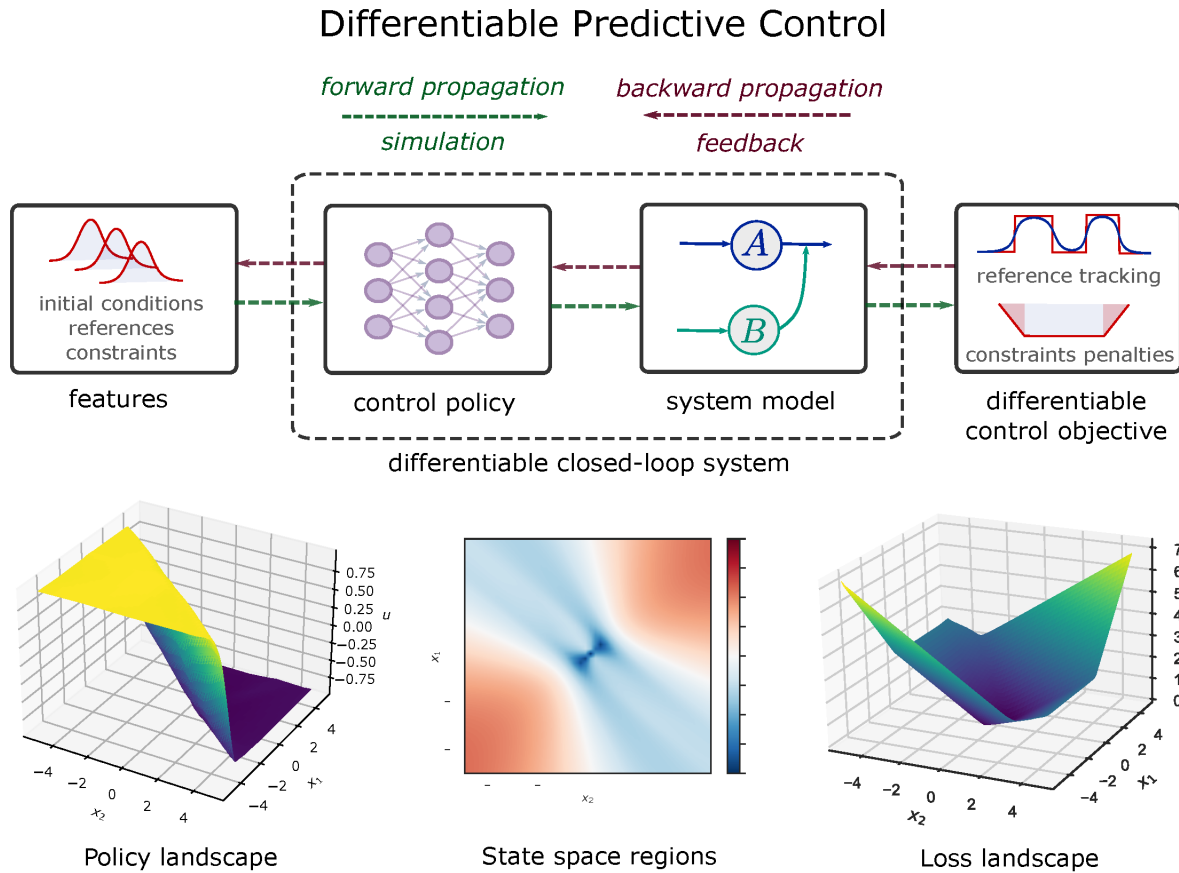 Differentiable Predictive Control
forward propagation
simulation
backward propagation
feedback
initial conditions
references
constraints
features
control policy
A
B
system model
reference tracking
constraints penalties
differentiable
control objective
differentiable closed-loop system
0.75
0.50
0.25
0.00
−0.25
−0.50
−0.75
u
−4
−2
0
2
4
x₂
−4
−2
0
2
4
x₁
Policy landscape
x₁
−
−
−
−
x₂
State space regions
7
6
5
4
3
2
1
0
−4
−2
0
2
4
x₂
−4
−2
0
2
4
x₁
Loss landscape